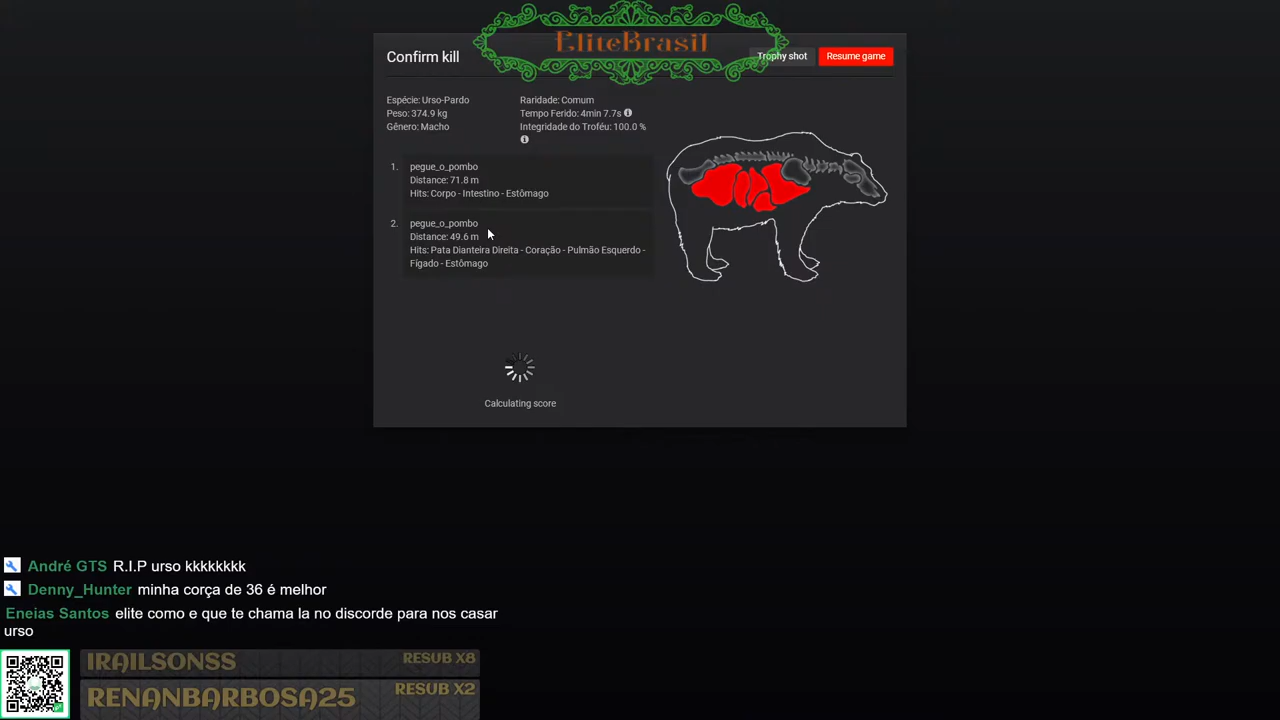 EliteBrasil
Confirm kill
Trophy shot
Resume game
Espécie: Urso-Pardo
Peso: 374.9 kg
Gênero: Macho
Raridade: Comum
Tempo Ferido: 4min 7.7s
Integridade do Troféu: 100.0 %
1. pegue_o_pombo
Distance: 71.8 m
Hits: Corpo - Intestino - Estômago
2. pegue_o_pombo
Distance: 49.6 m
Hits: Pata Dianteira Direita - Coração - Pulmão Esquerdo -
Fígado - Estômago
Calculating score
André GTS R.I.P urso kkkkkkkk
Denny_Hunter minha corça de 36 é melhor
Eneias Santos elite como e que te chama la no discorde para nos casar
urso
IRAILSONSS RESUB X8
RENANBARBOSA25 RESUB X2